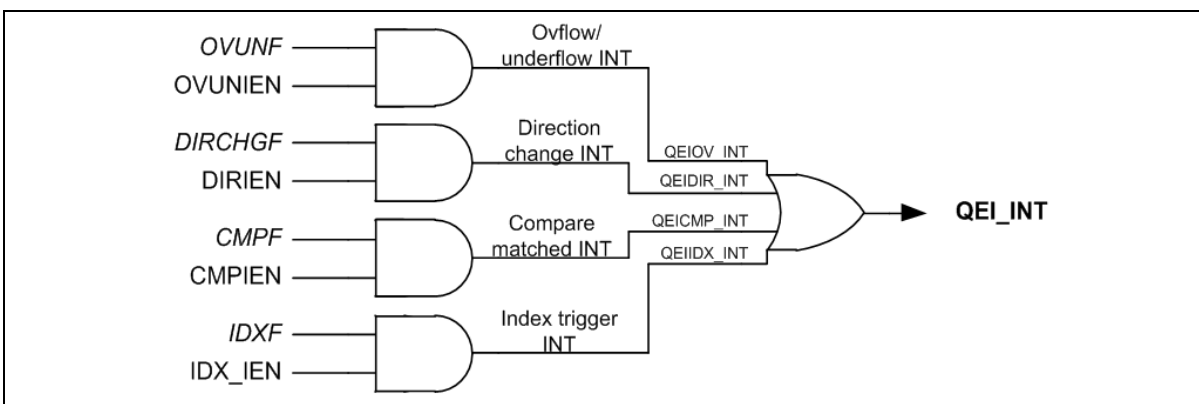 OVUNF
OVUNIEN
Ovflow/
underflow INT
DIRCHGF
DIRIEN
Direction
change INT
CMPF
CMPIEN
Compare
matched INT
IDXF
IDX_IEN
Index trigger
INT
QEIOV_INT
QEIDIR_INT
QEICMP_INT
QEIIDX_INT
QEI_INT